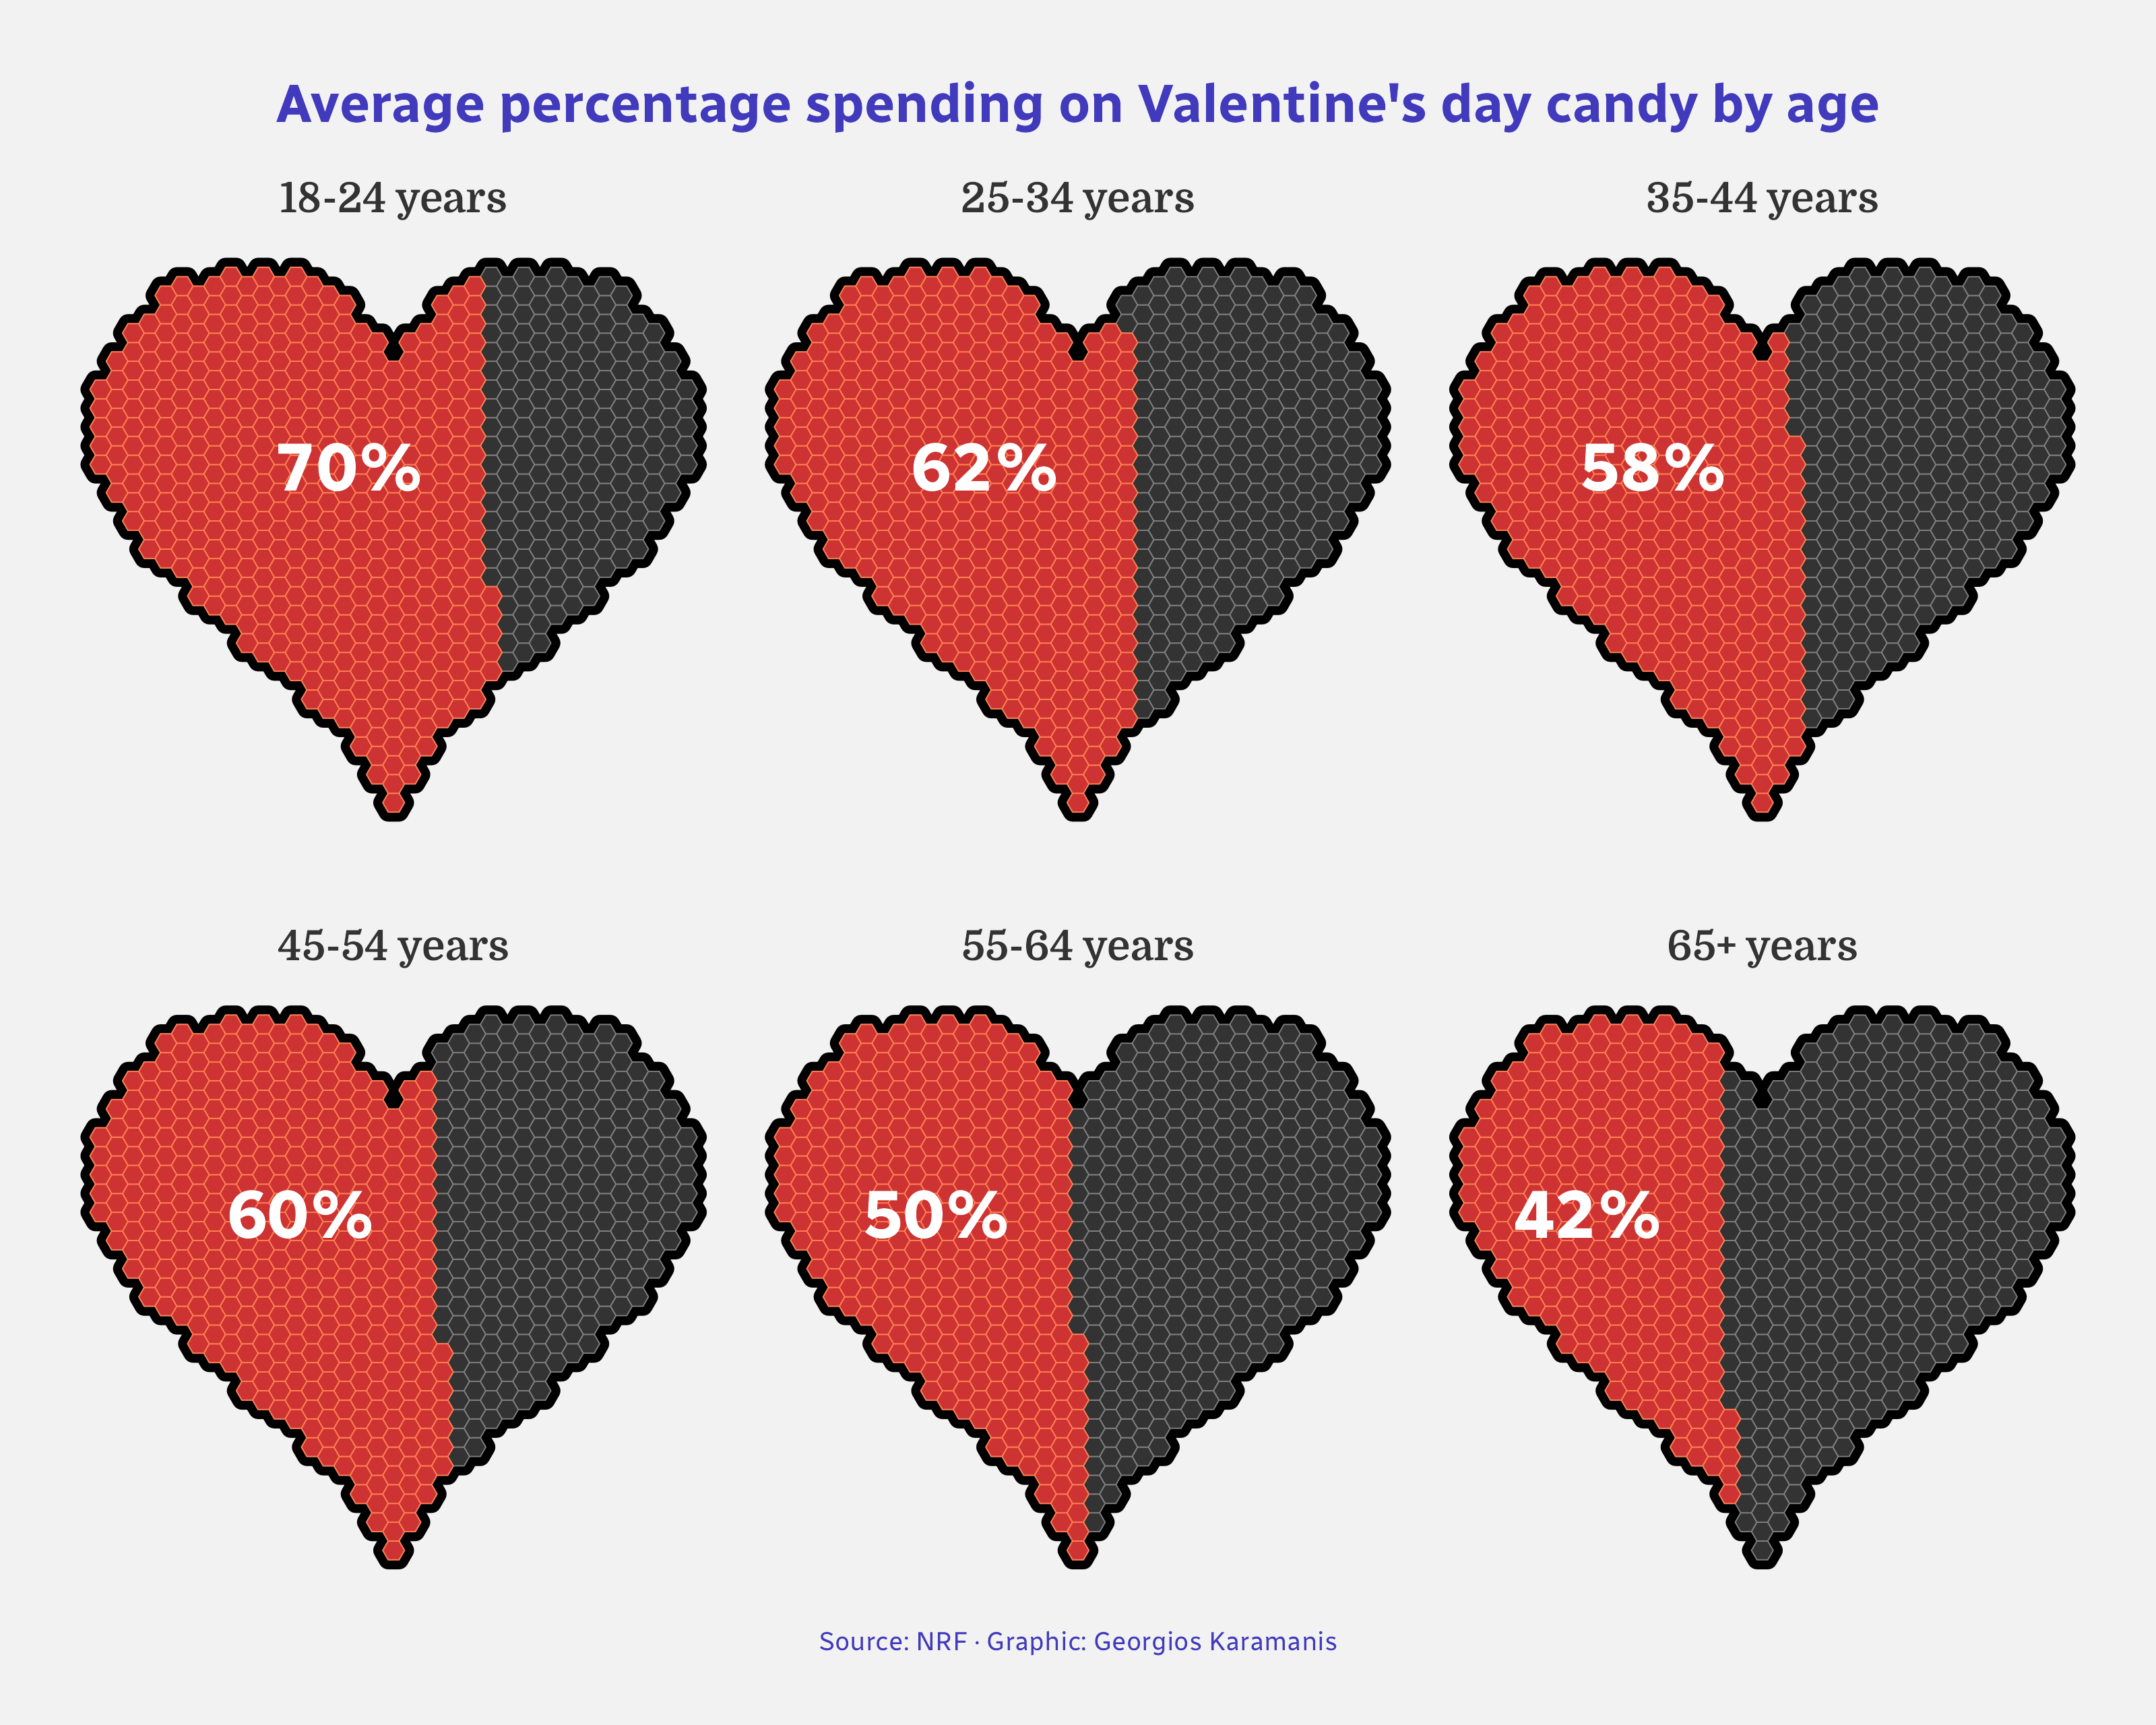 Average percentage spending on Valentine's day candy by age
18-24 years
25-34 years
35-44 years
70%
62%
58%
45-54 years
55-64 years
65+ years
60%
50%
42%
Source: NRF · Graphic: Georgios Karamanis